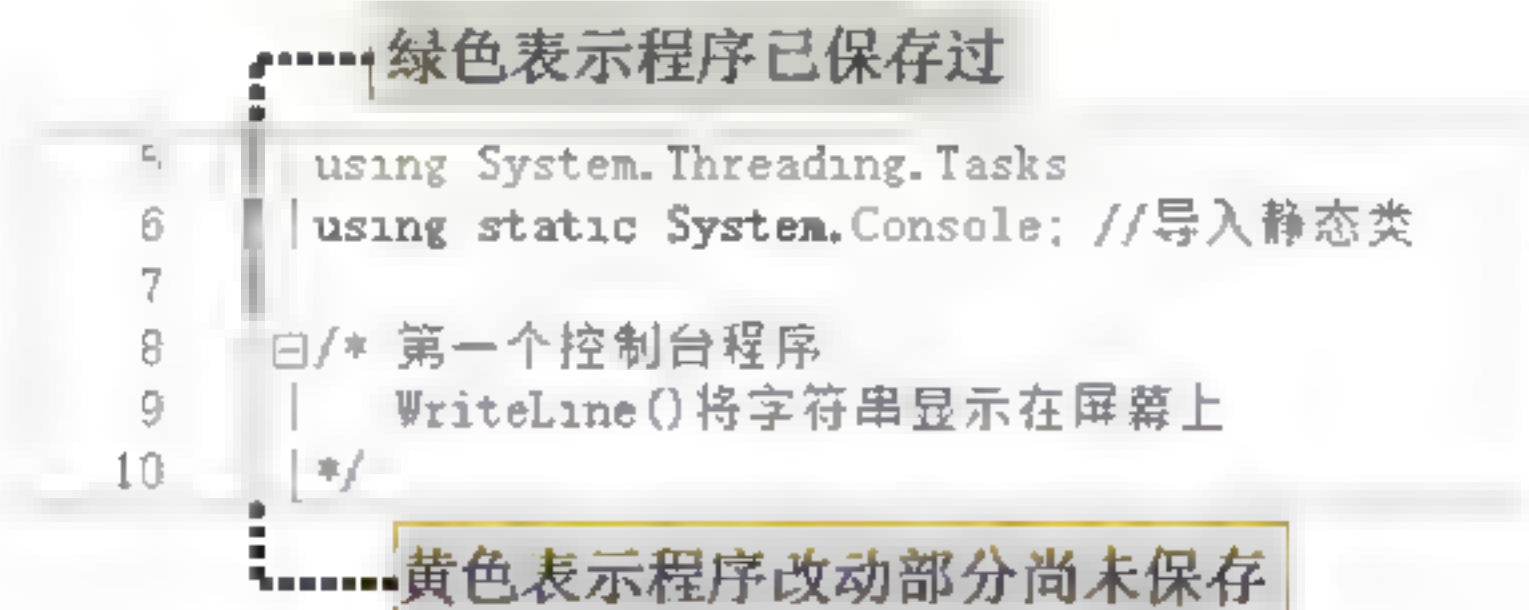 绿色表示程序已保存过
5 using System.Threading.Tasks
6 using static System.Console; //导入静态类
7
8 /* 第一个控制台程序
9 WriteLine()将字符串显示在屏幕上
10 */
黄色表示程序改动部分尚未保存